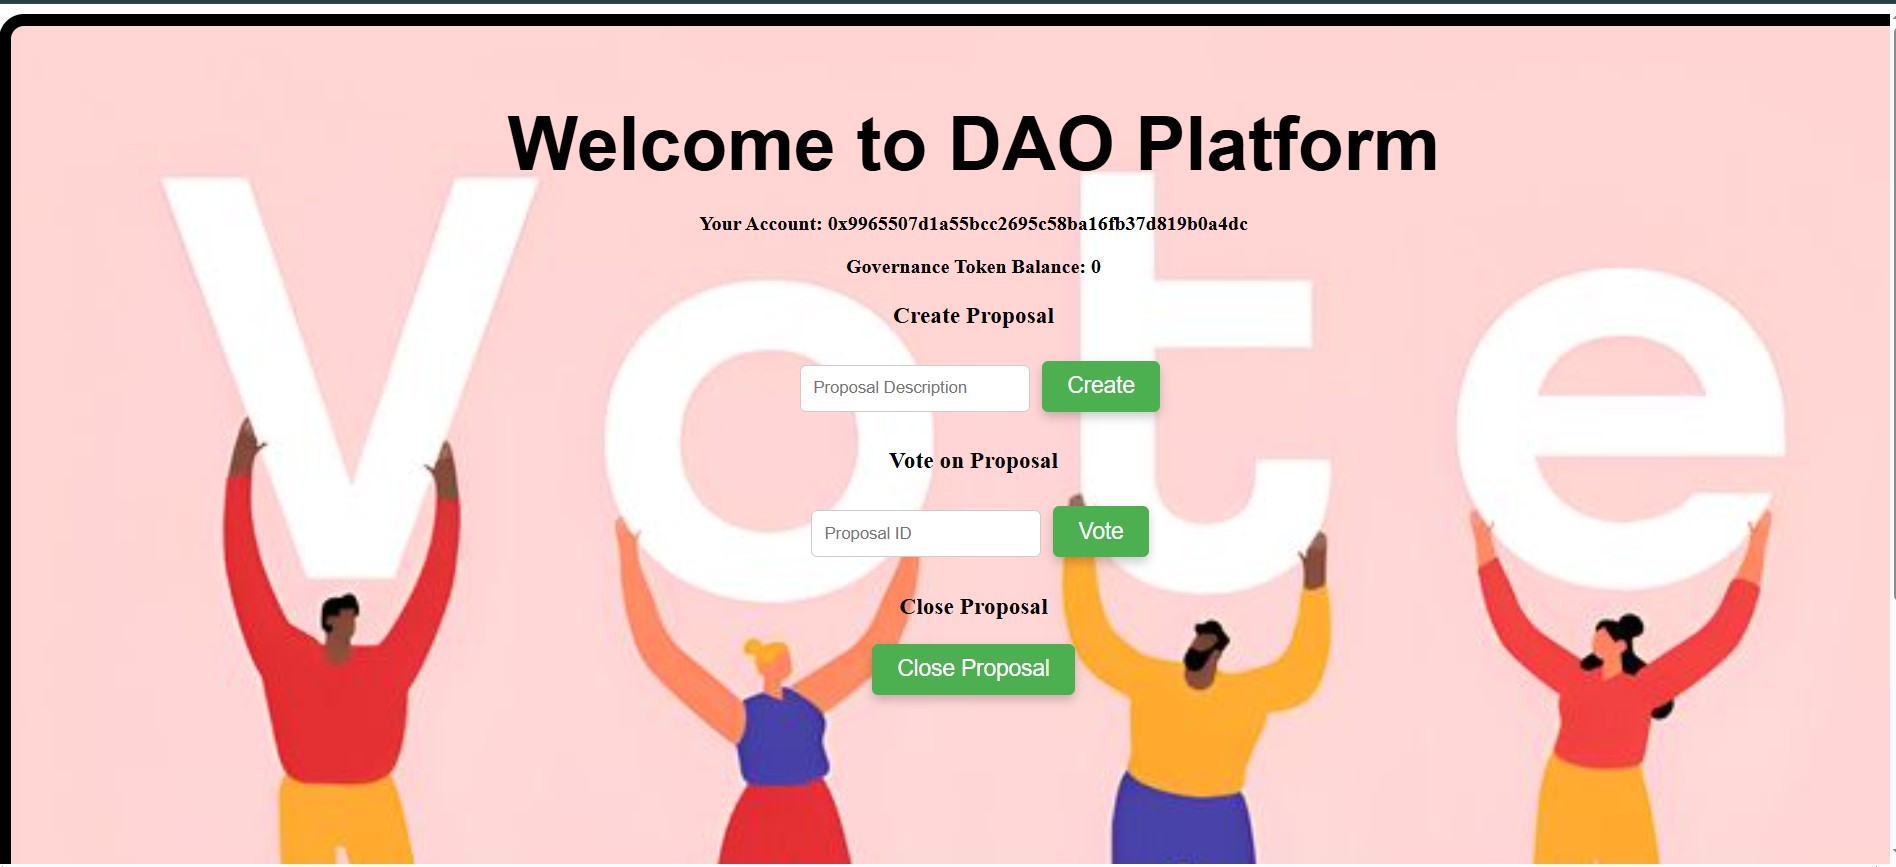 Welcome to DAO Platform
Your Account: 0x9965507d1a55bcc2695c58ba16fb37d819b0a4dc
Governance Token Balance: 0
Create Proposal
Proposal Description Create
Vote on Proposal
Proposal ID Vote
Close Proposal
Close Proposal
Vote